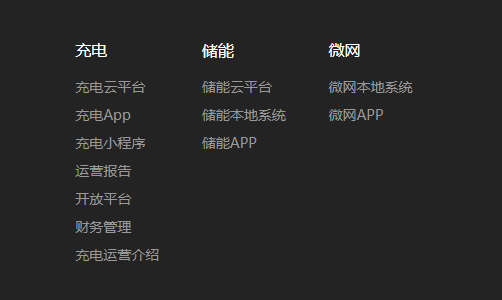 充电
充电云平台
充电App
充电小程序
运营报告
开放平台
财务管理
充电运营介绍
储能
储能云平台
储能本地系统
储能APP
微网
微网本地系统
微网APP